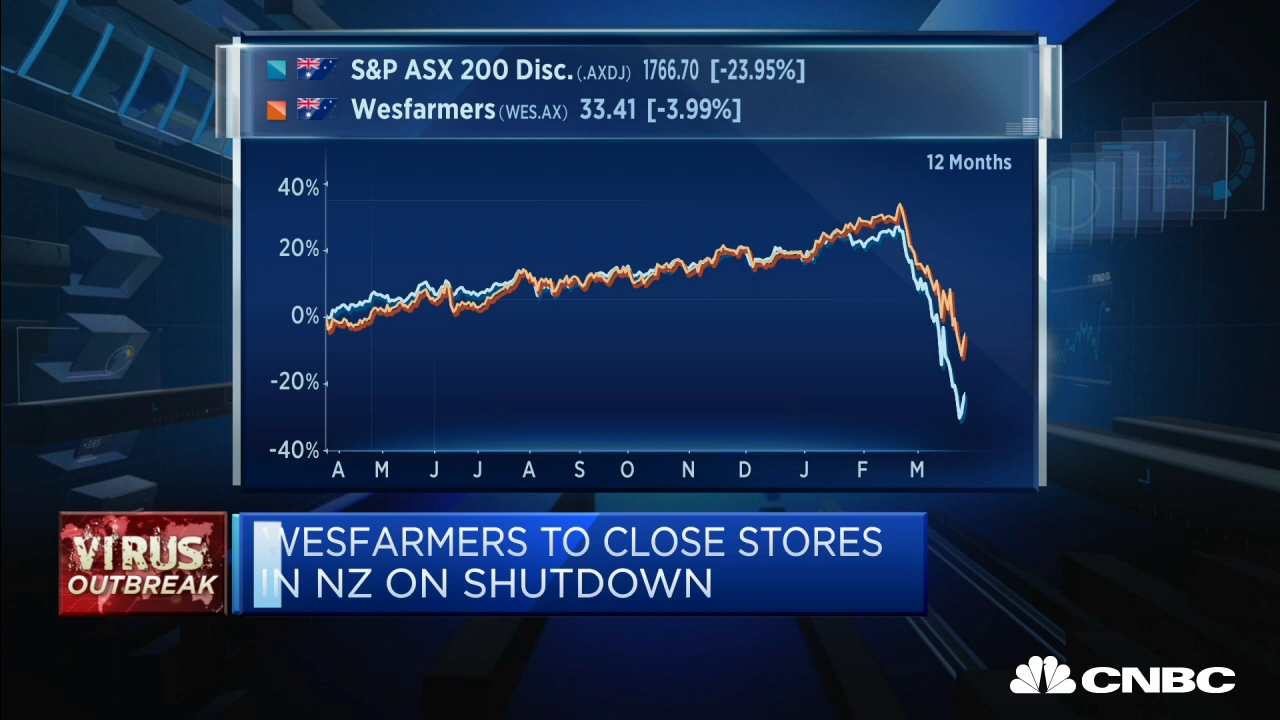 S&P ASX 200 Disc. (.AXDJ) 1766.70 [-23.95%]
Wesfarmers (WES.AX) 33.41 [-3.99%]
12 Months
40%
20%
0%
-20%
-40%
A M J J A S O N D J F M
VIRUS
OUTBREAK
WESFARMERS TO CLOSE STORES
IN NZ ON SHUTDOWN
CNBC